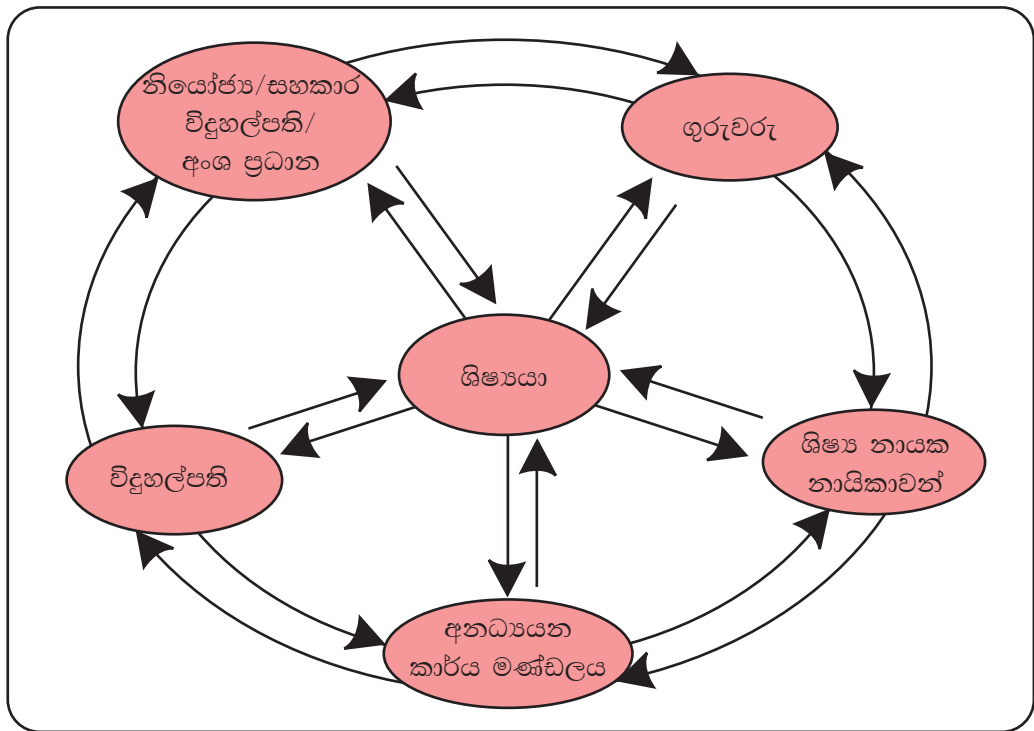 නියෝජ්‍ය/සහකාර
විදුහල්පති/
අංශ ප්‍රධාන
ගුරුවරු
ශිෂ්‍යයා
විදුහල්පති
ශිෂ්‍ය නායක
නායිකාවන්
අනධ්‍යයන
කාර්ය මණ්ඩලය